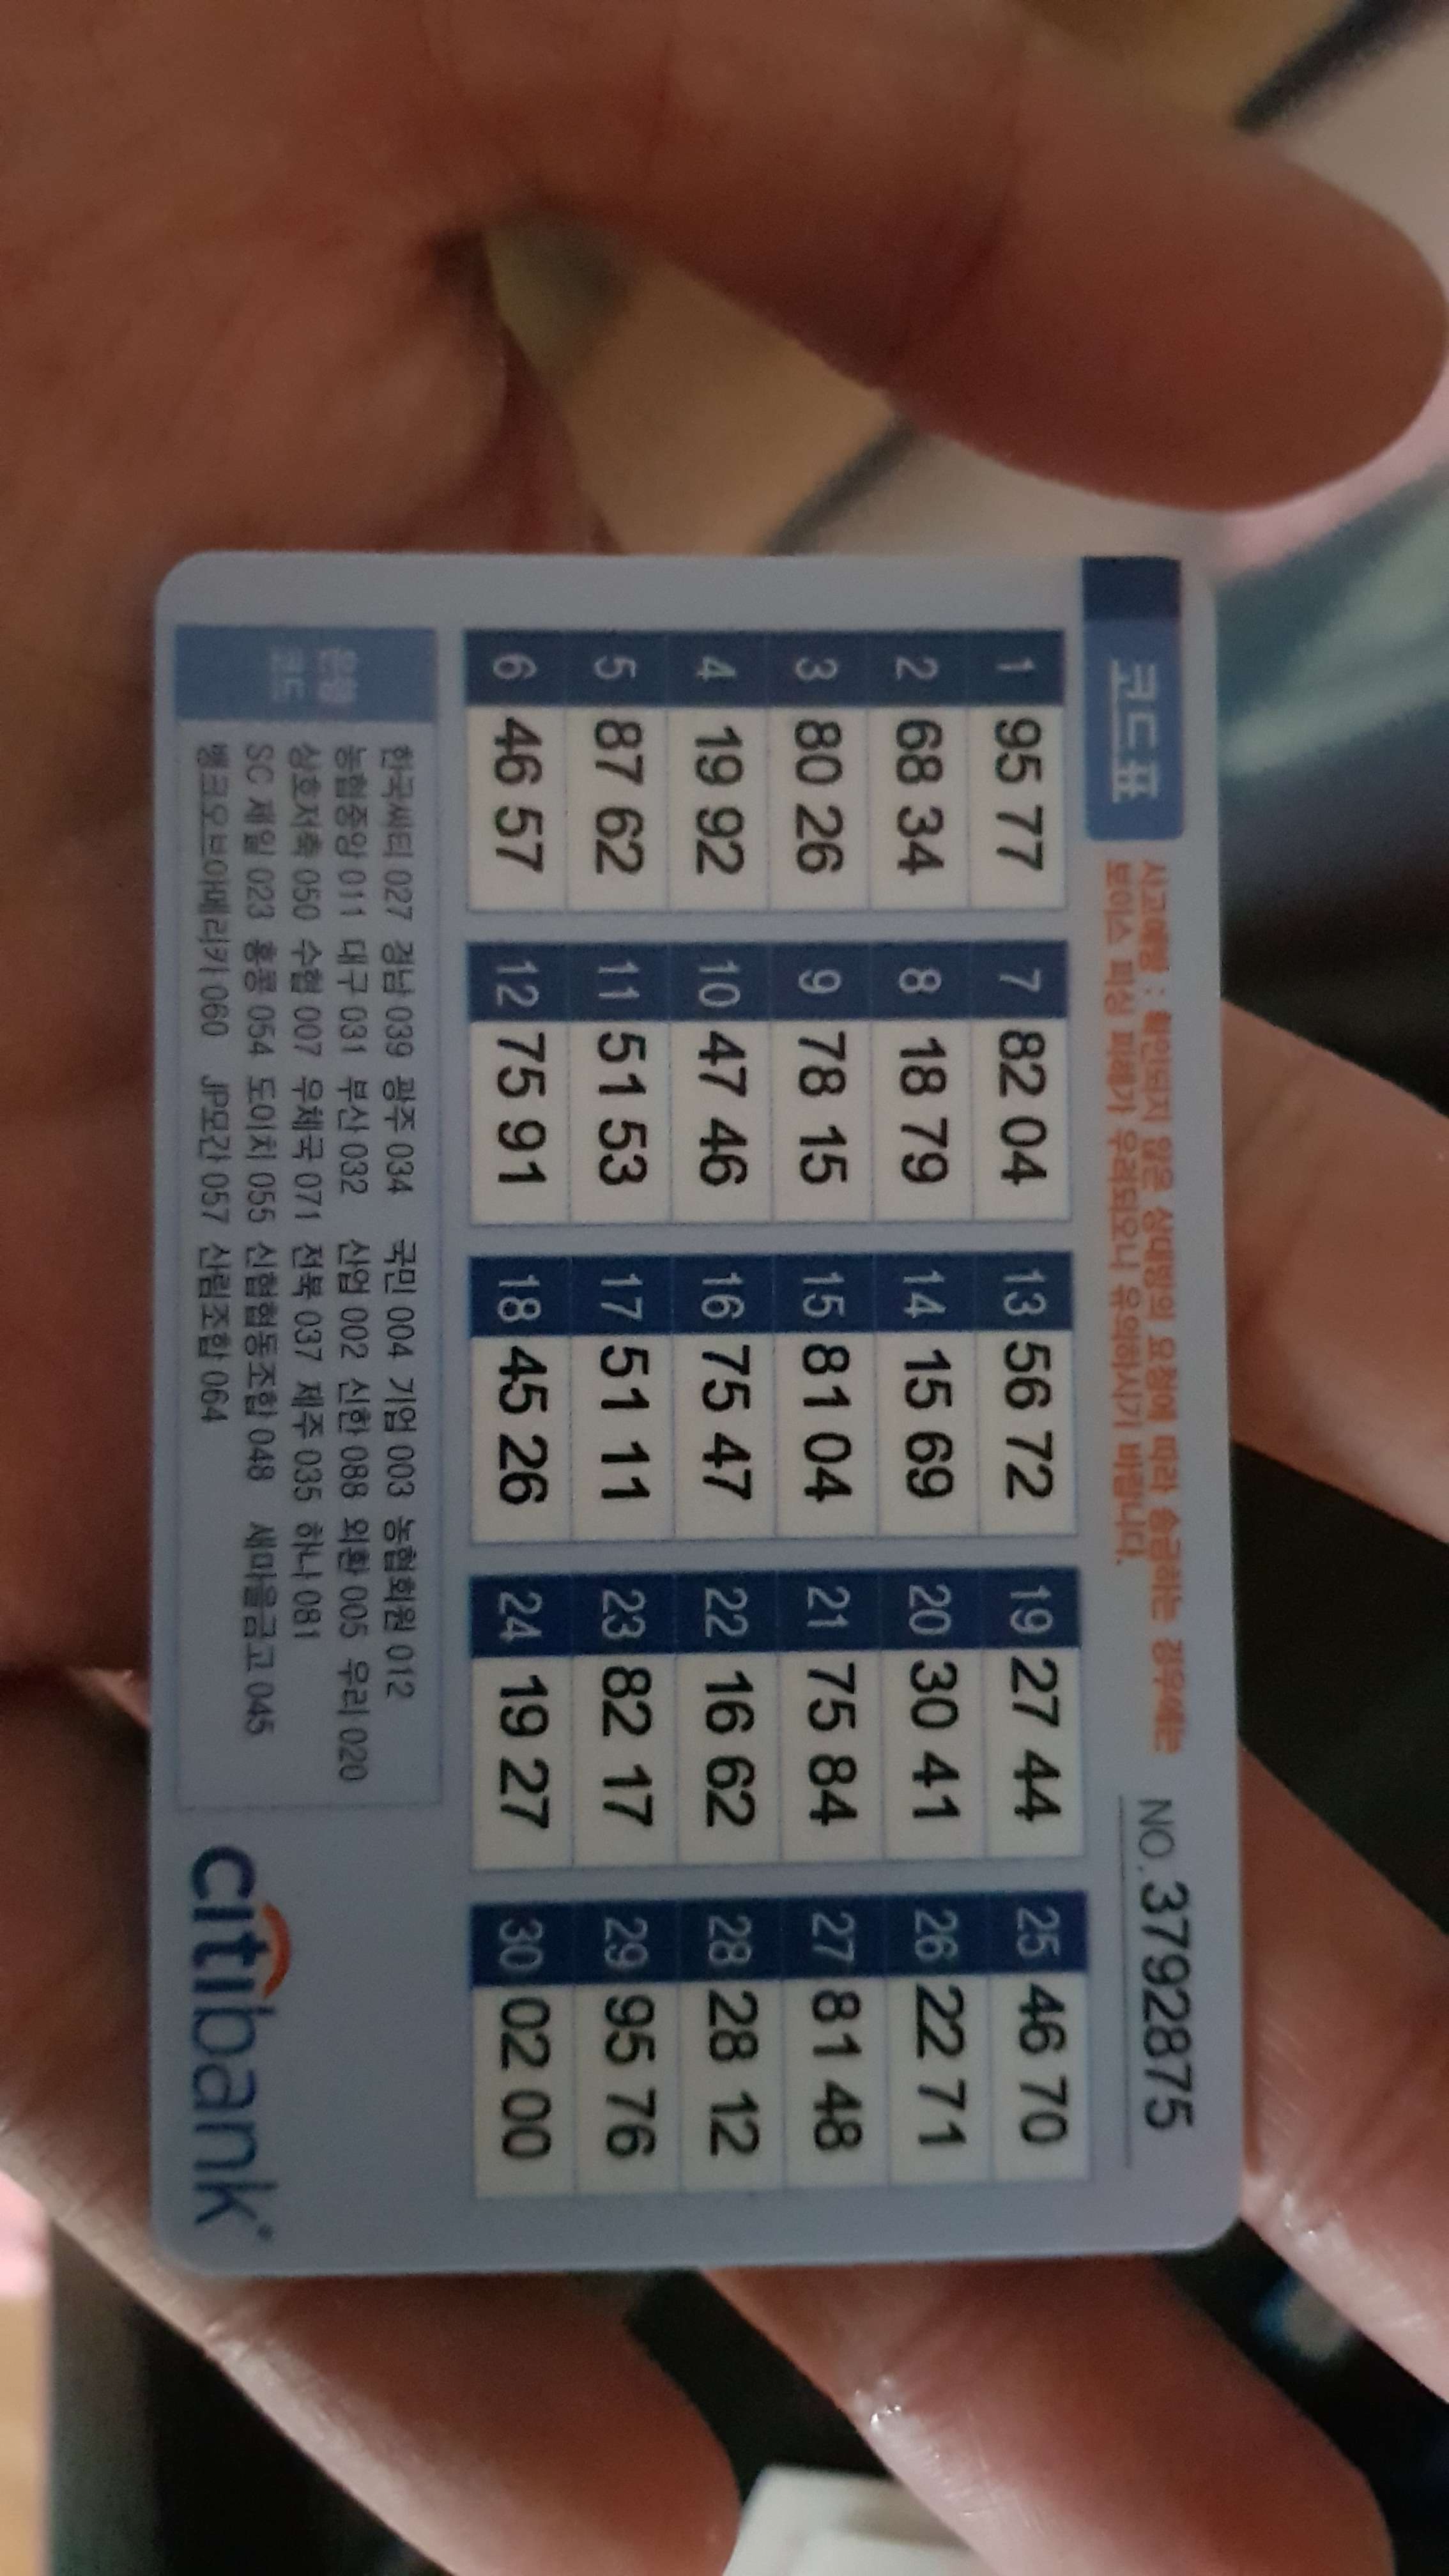 코드표
사고예방 : 확인되지 않은 상대방의 요청에 따라 송금하는 경우에는
보이스 피싱 피해가 우려되오니 유의하시기 바랍니다.
NO. 37928875
1 95 77 7 82 04 13 56 72 19 27 44 25 46 70
2 68 34 8 18 79 14 15 69 20 30 41 26 22 71
3 80 26 9 78 15 15 81 04 21 75 84 27 81 48
4 19 92 10 47 46 16 75 47 22 16 62 28 28 12
5 87 62 11 51 53 17 51 11 23 82 17 29 95 76
6 46 57 12 75 91 18 45 26 24 19 27 30 02 00
은행
코드
한국씨티 027 경남 039 광주 034 국민 004 기업 003 농협회원 012
농협중앙 011 대구 031 부산 032 산업 002 신한 088 외환 005 우리 020
상호저축 050 수협 007 우체국 071 전북 037 제주 035 하나 081
SC 제일 023 홍콩 054 도이치 055 신협협동조합 048 새마을금고 045
뱅크오브아메리카 060 JP모간 057 산림조합 064
citibank®